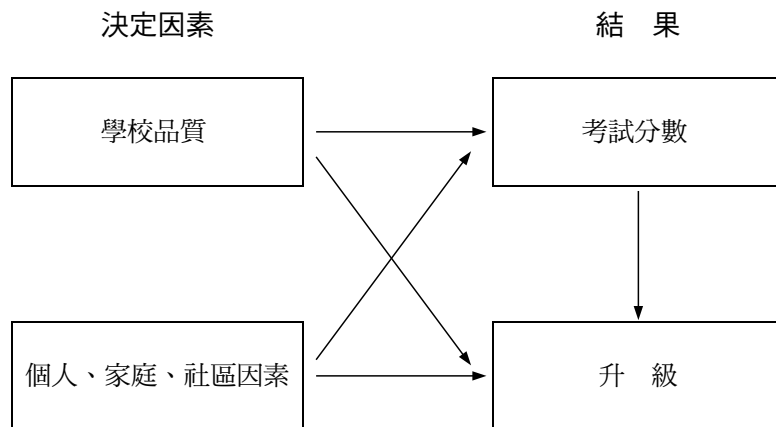 決定因素
結　果
學校品質
考試分數
個人、家庭、社區因素
升　級